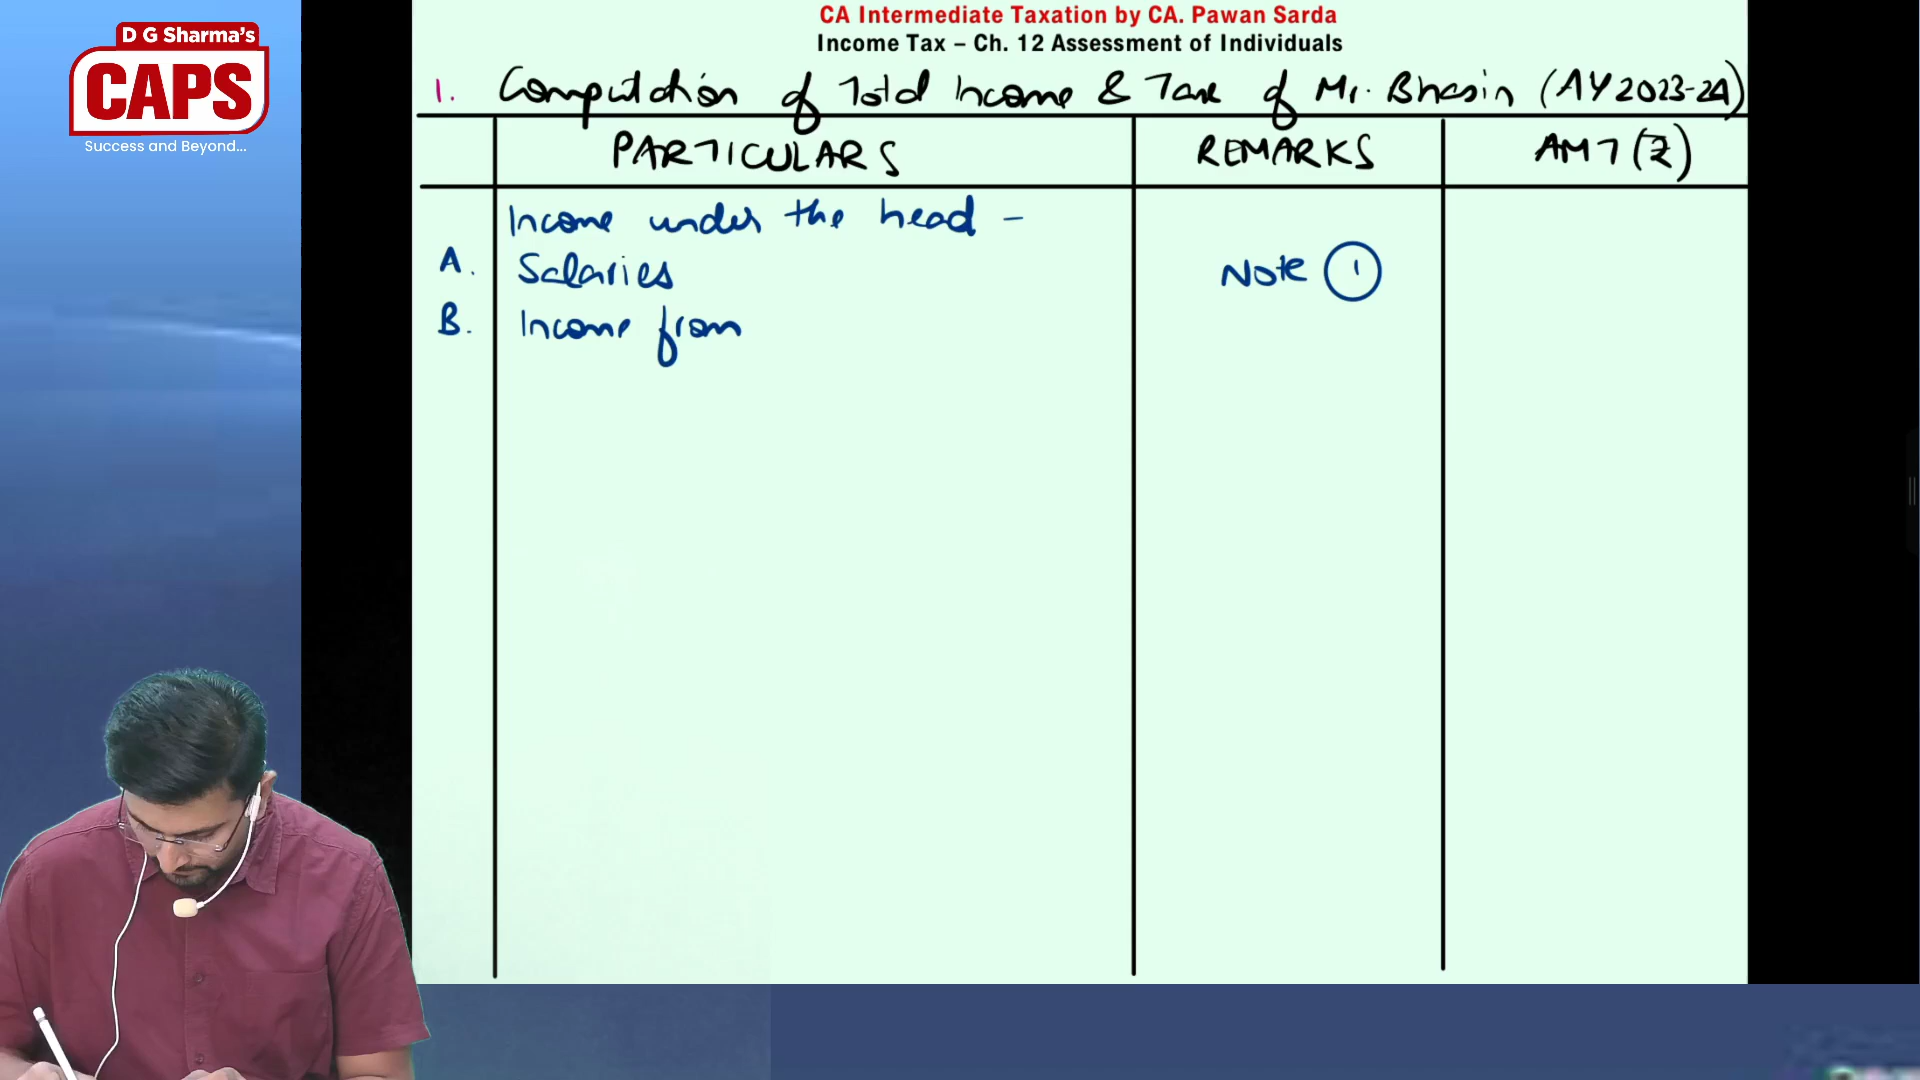 D G Sharma's
CAPS
Success and Beyond...
CA Intermediate Taxation by CA. Pawan Sarda
Income Tax – Ch. 12 Assessment of Individuals
1. Computation of Total Income & Tax of Mr. Bhasin (AY 2023-24)
PARTICULARS REMARKS AMT (₹)
Income under the head –
A. Salaries Note 1
B. Income from